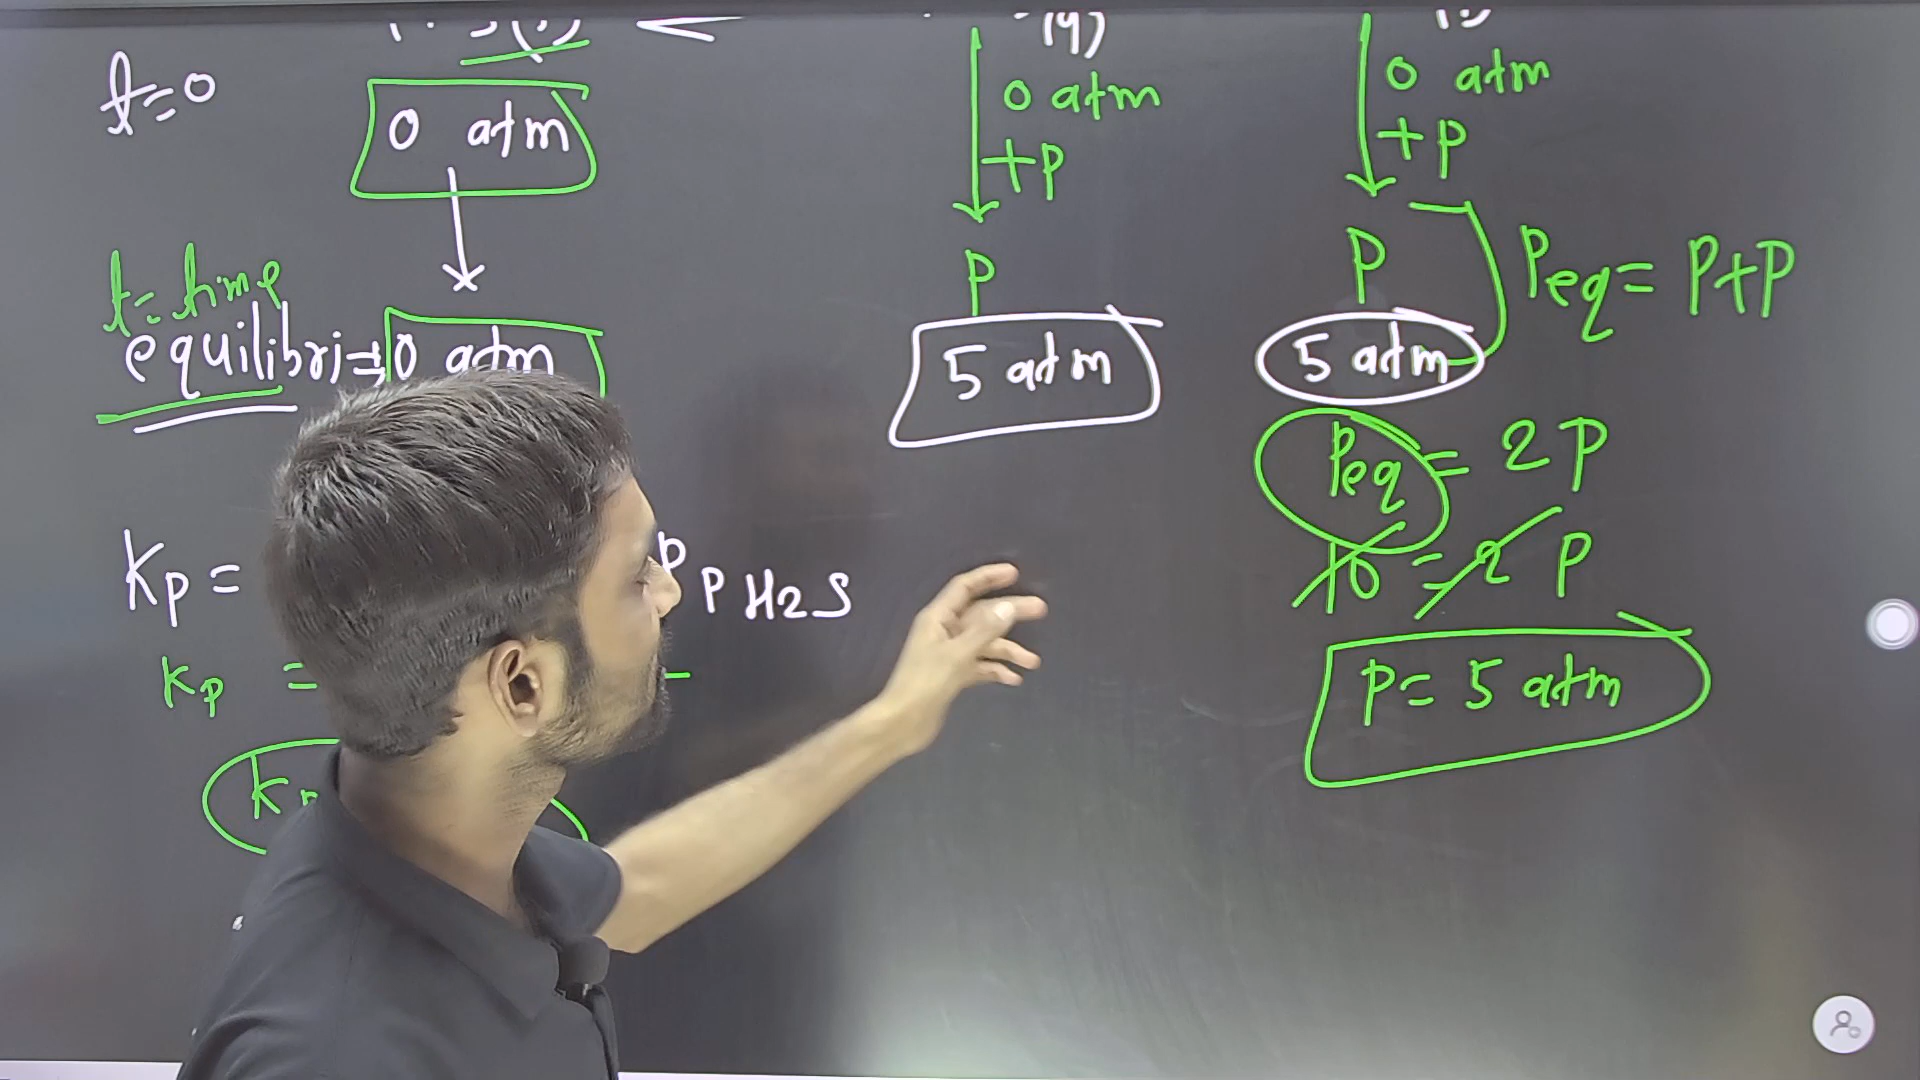 t=0
0 atm
0 atm
+P
P
5 atm
0 atm
+P
P
5 atm
Peq = P+P
t= time
equilibri
0 atm
Peq = 2P
10 = 2 P
P = 5 atm
Kp =
P H2S
Kp =